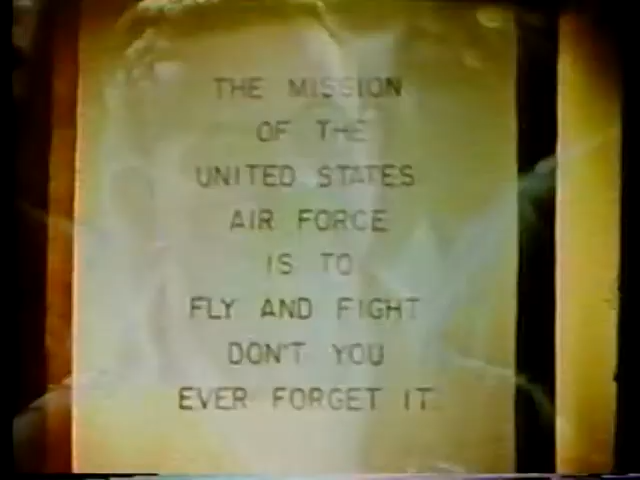 THE MISSION
OF THE
UNITED STATES
AIR FORCE
IS TO
FLY AND FIGHT
DON'T YOU
EVER FORGET IT